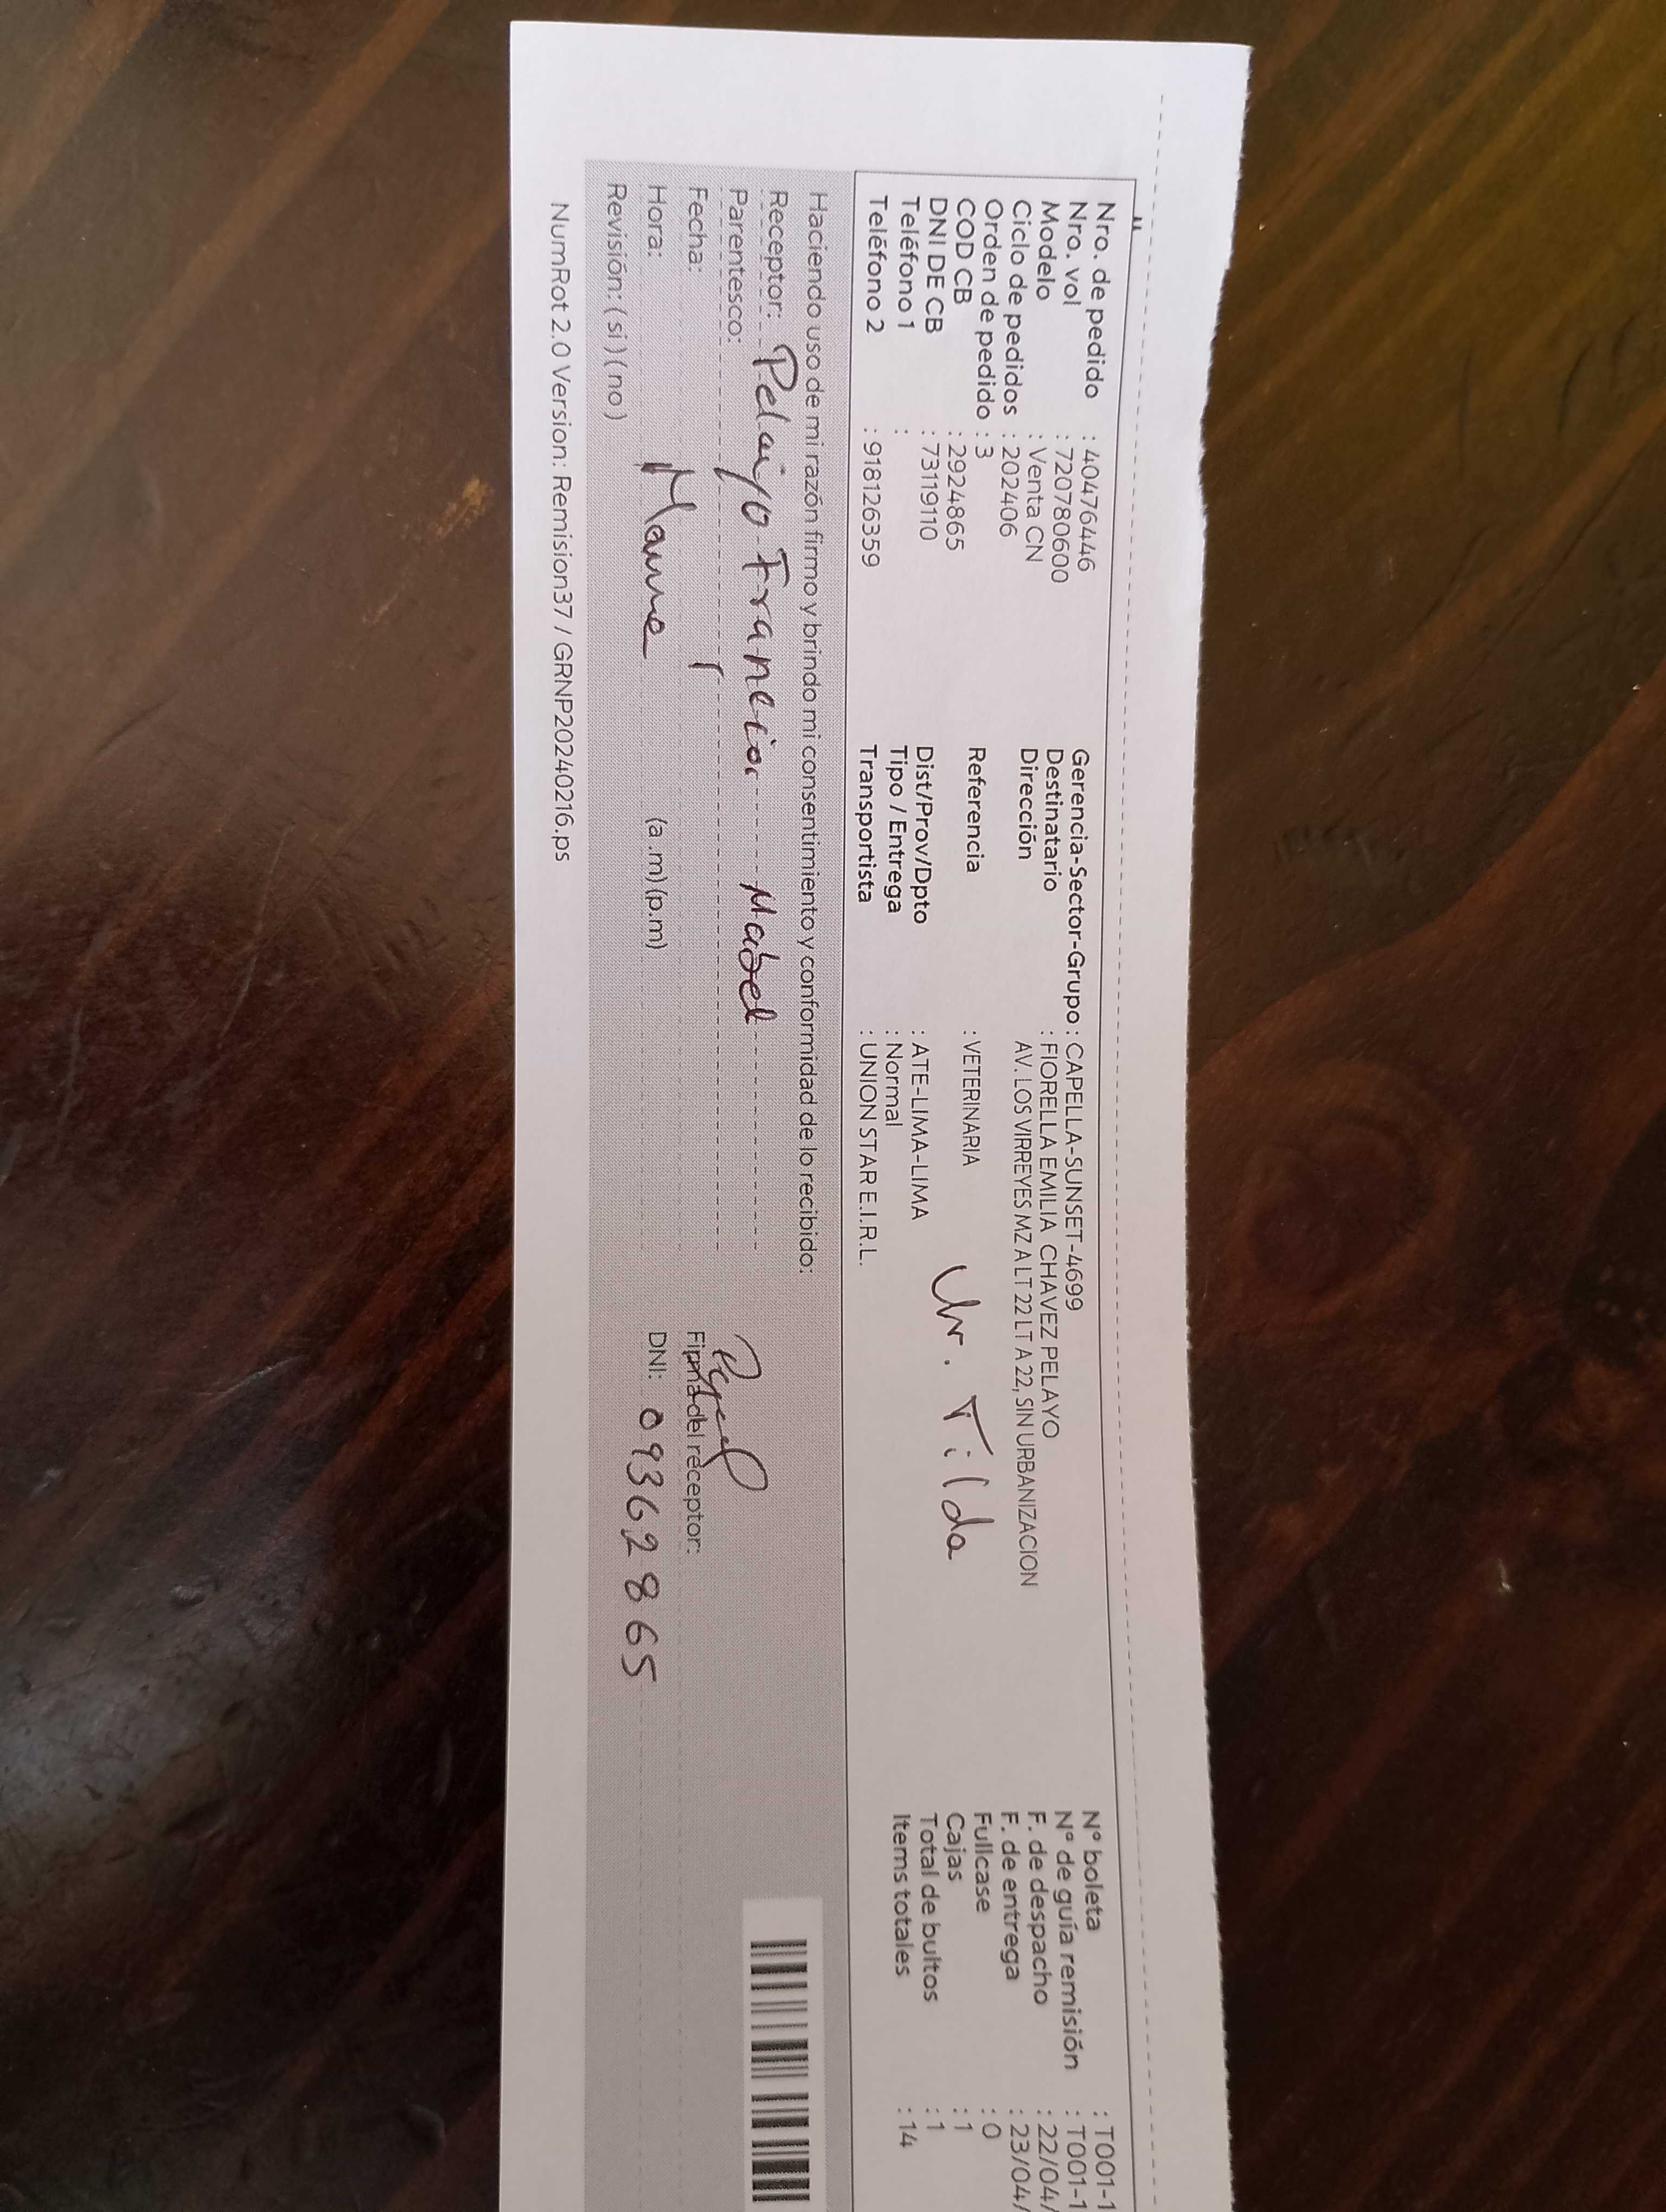 Nro. de pedido : 40476446
Nro. vol : 720780600
Modelo : Venta CN
Ciclo de pedidos : 202406
Orden de pedido : 3
COD CB : 2924865
DNI DE CB : 73119110
Teléfono 1 :
Teléfono 2 : 918126359
Gerencia-Sector-Grupo : CAPELLA-SUNSET-4699
Destinatario : FIORELLA EMILIA CHAVEZ PELAYO
Dirección AV. LOS VIRREYES MZ A LT 22 LT A 22, SIN URBANIZACION
Referencia : VETERINARIA
Tilda
Dist/Prov/Dpto : ATE-LIMA-LIMA
Tipo / Entrega : Normal
Transportista : UNION STAR E.I.R.L.
Nº boleta : T001-1
Nº de guía remisión : T001-1
F. de despacho : 22/04/
F. de entrega : 23/04/
Fullcase : 0
Cajas : 1
Total de bultos : 1
Items totales : 14
Haciendo uso de mi razón firmo y brindo mi consentimiento y conformidad de lo recibido:
Receptor: Pelayo Mabel
Parentesco:
Fecha:
Hora: (a.m) (p.m)
Revisión: ( si ) ( no )
Firma del receptor:
DNI: 09362865
NumRot 2.0 Version: Remision37 / GRNP20240216.ps